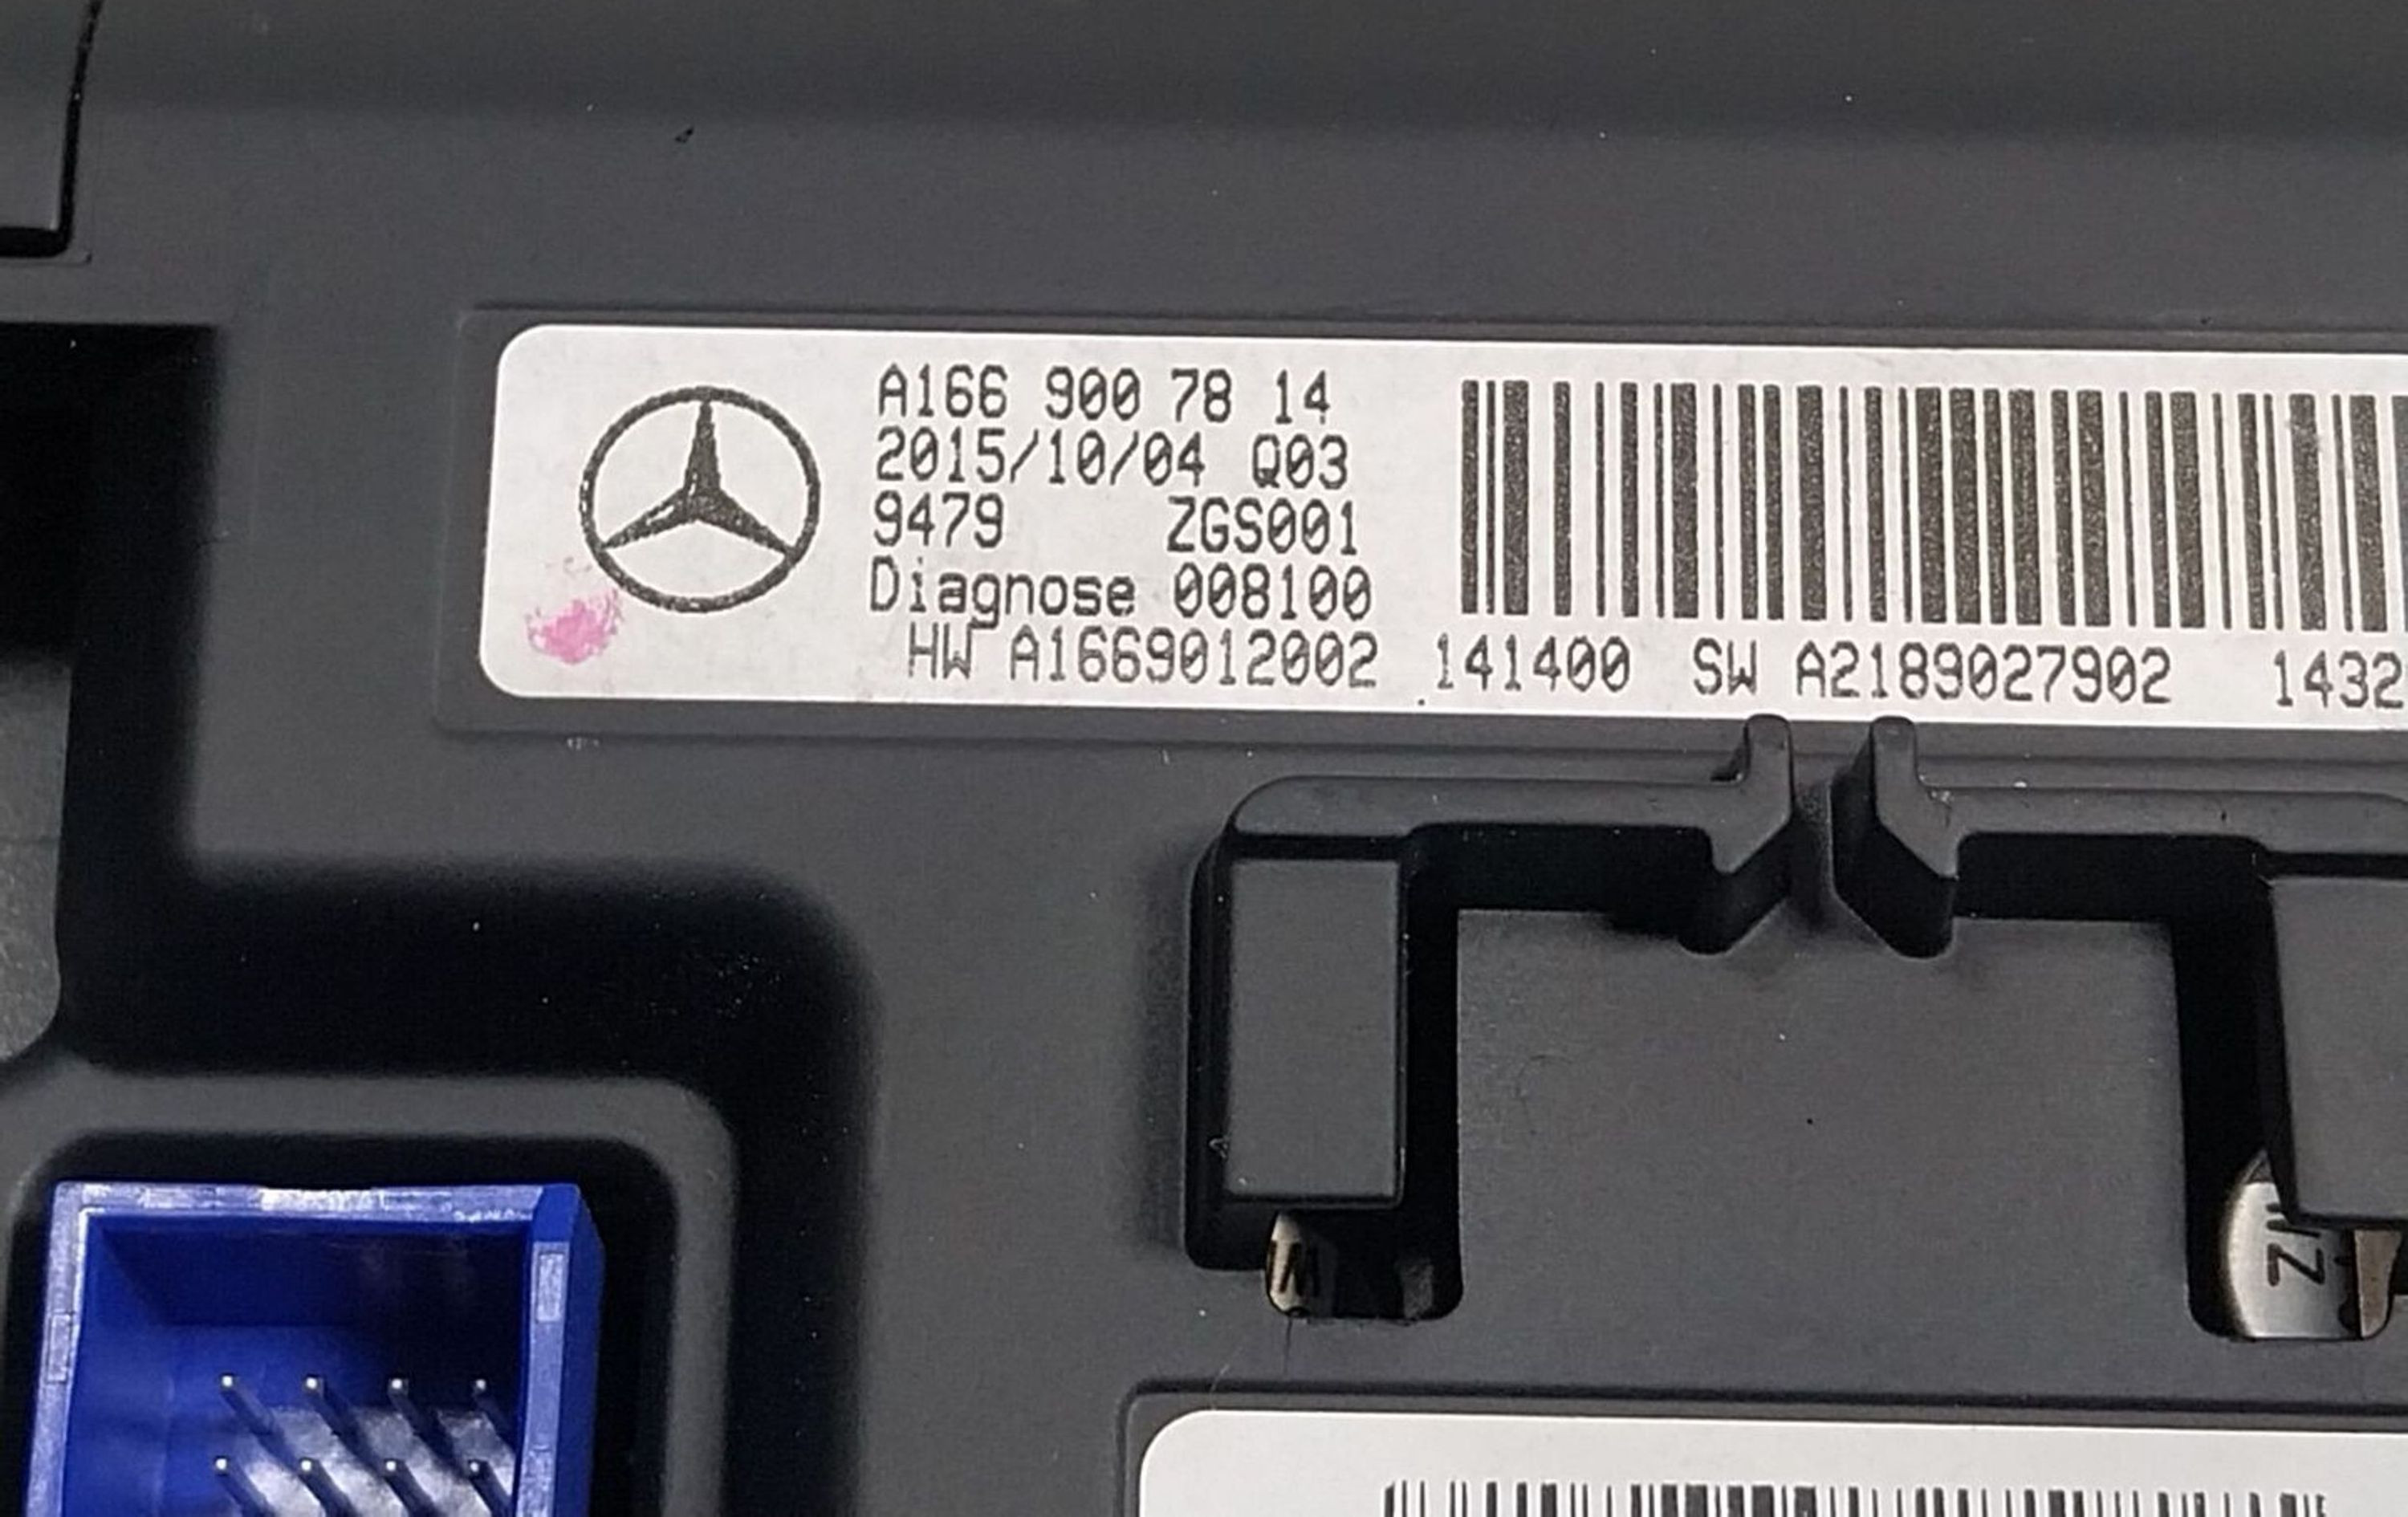 A166 900 78 14
2015/10/04 Q03
9479 ZGS001
Diagnose 008100
HW A1669012002 141400 SW A2189027902 1432